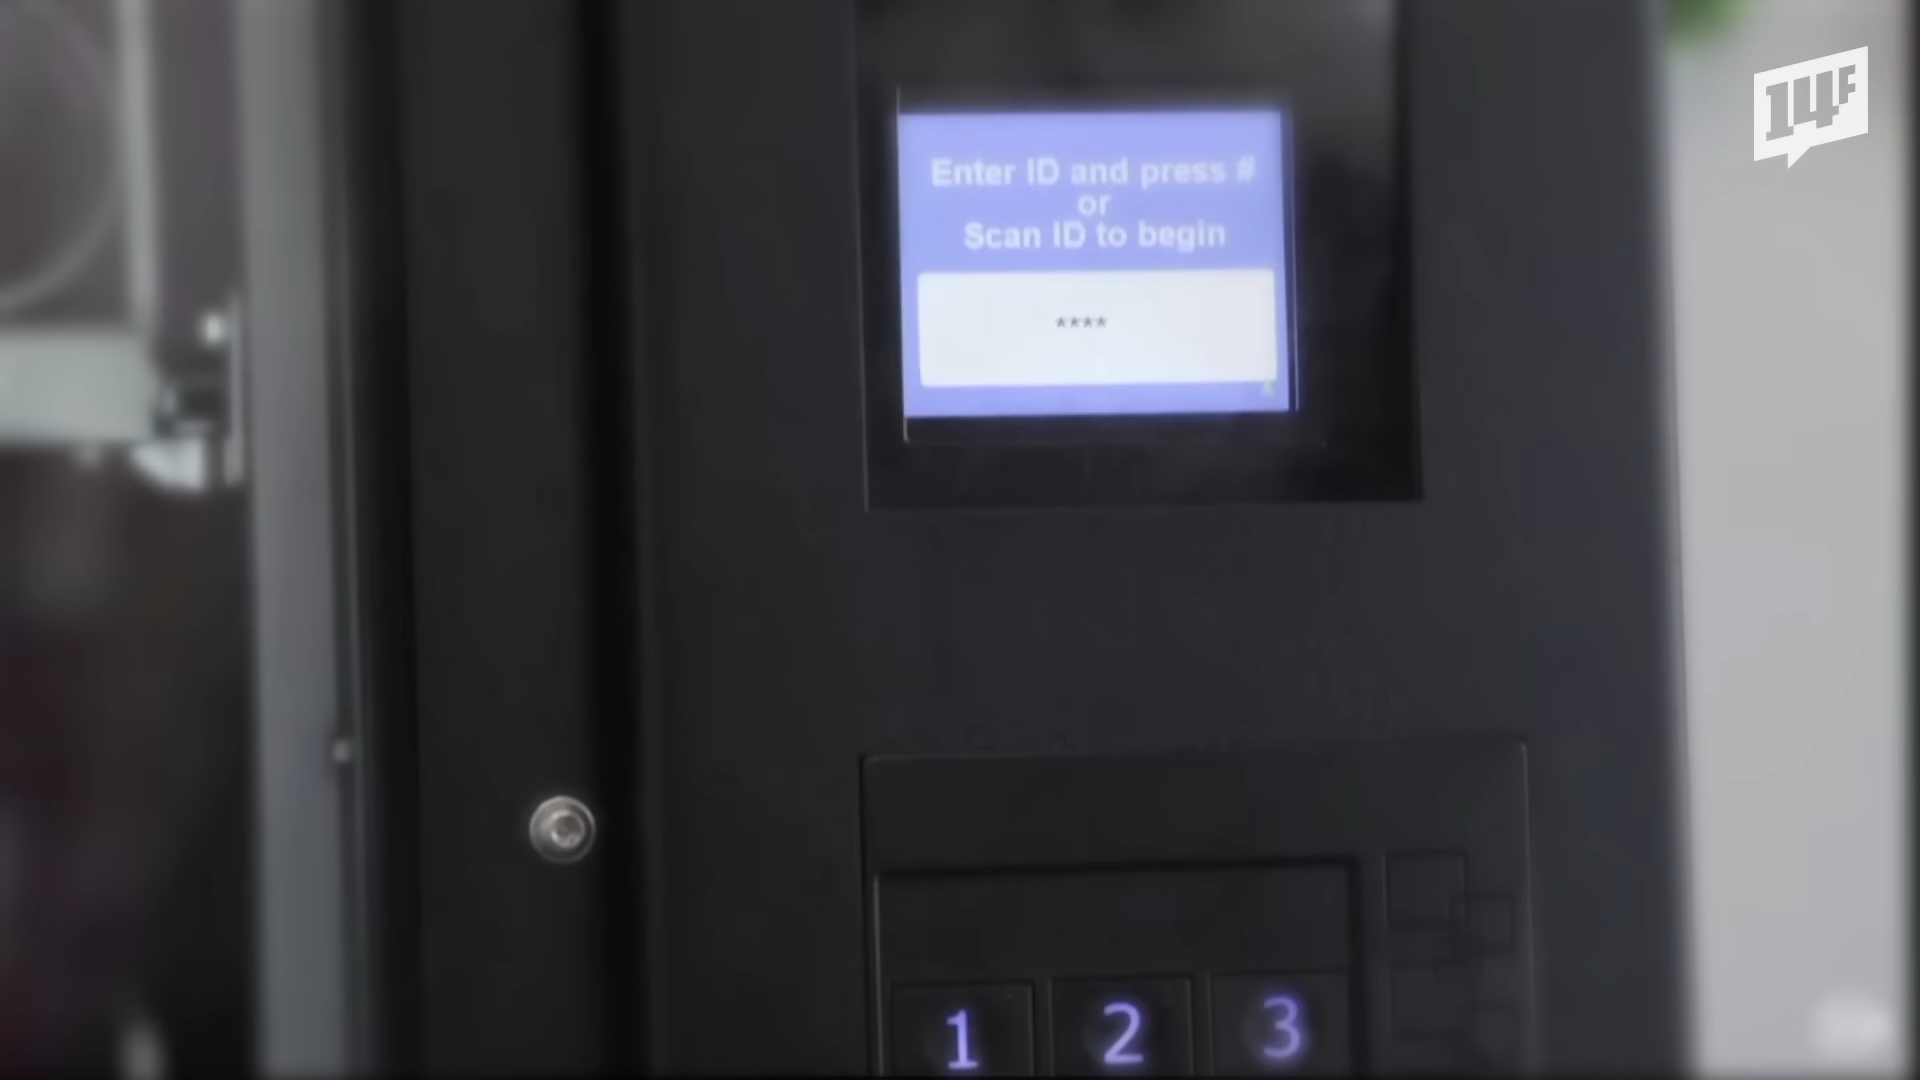 14F
Enter ID and press #
or
Scan ID to begin
****
1 2 3